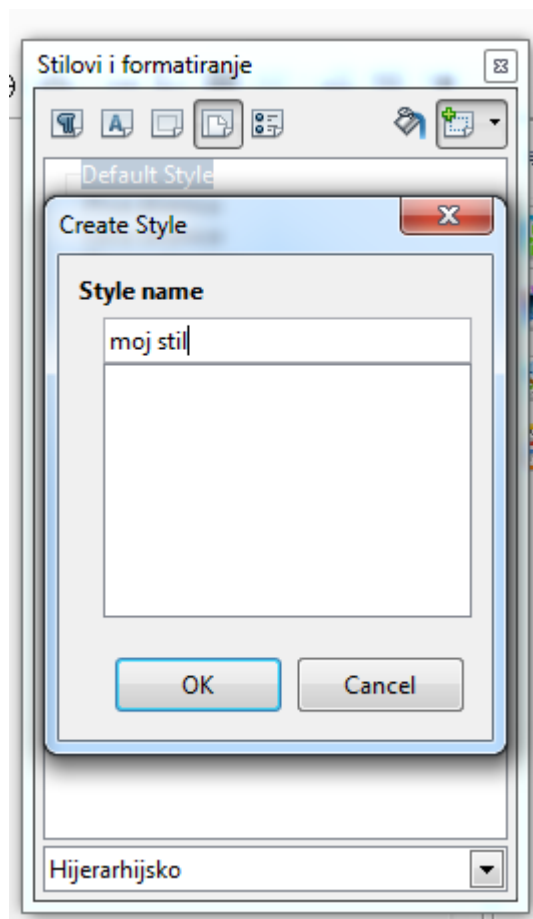 Stilovi i formatiranje
Default Style
Create Style
Style name
moj stil
OK
Cancel
Hijerarhijsko